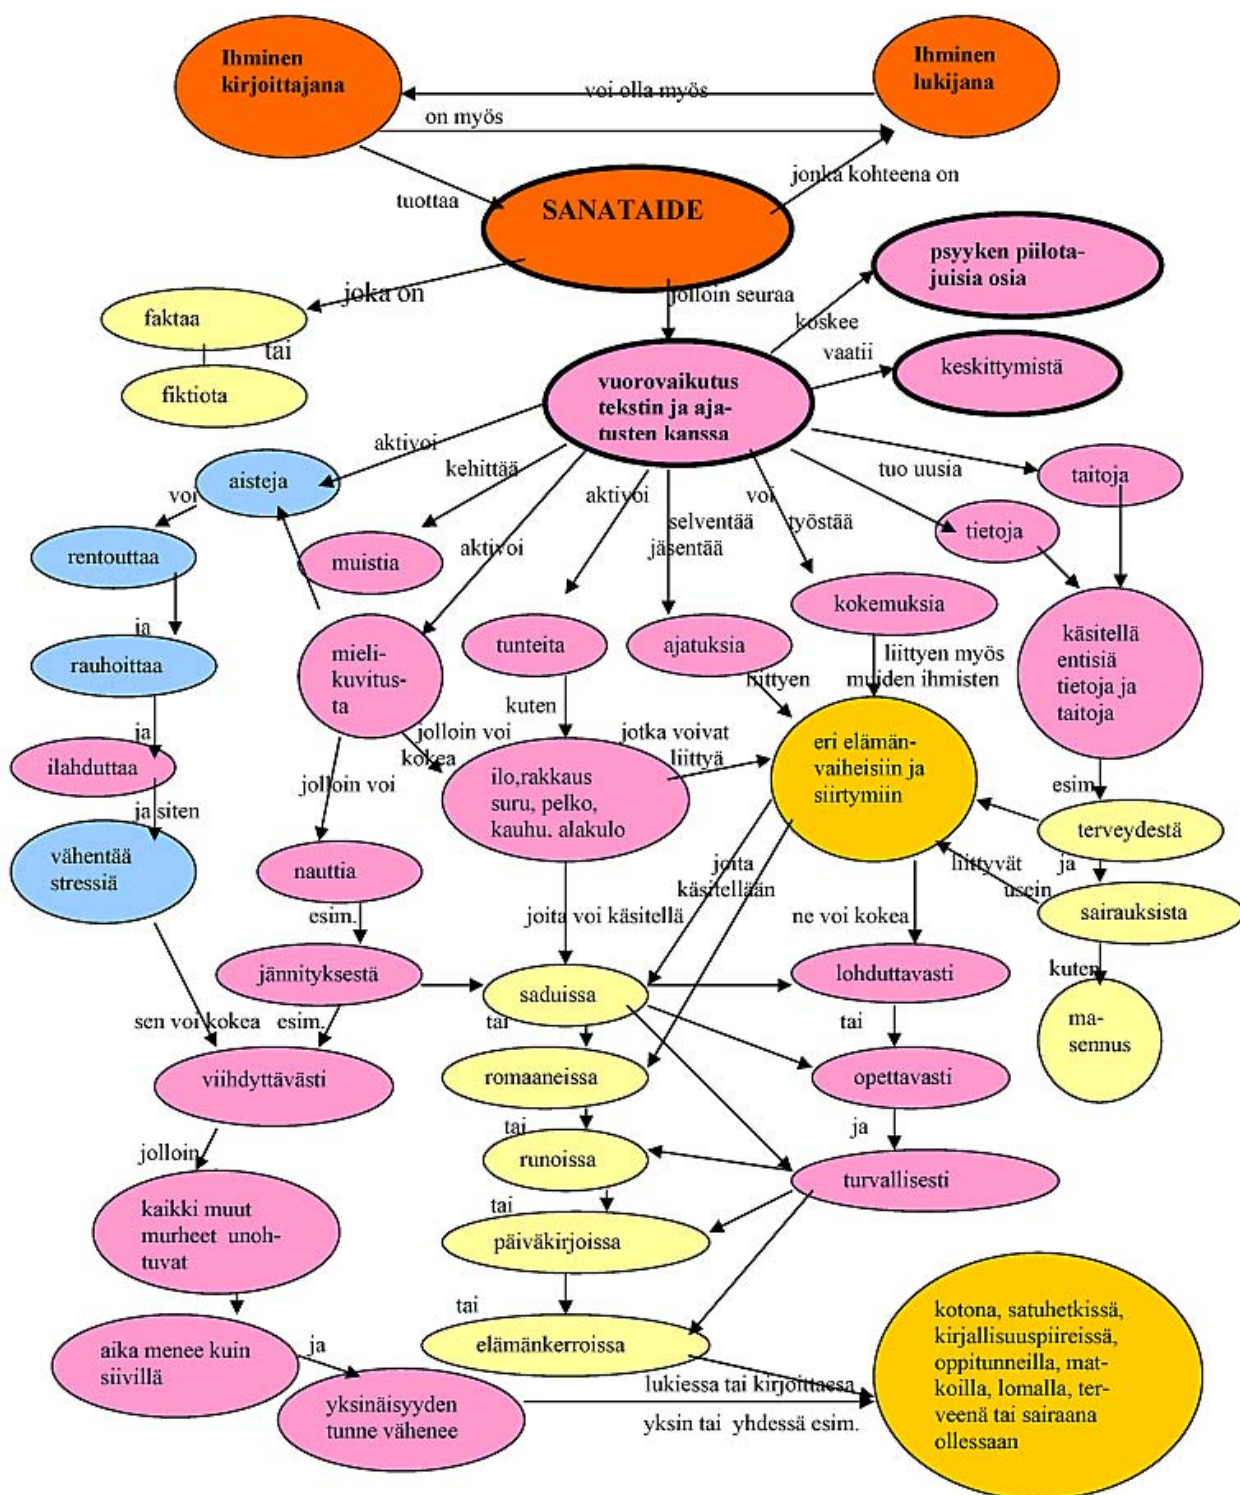 Ihminen
kirjoittajana
Ihminen
lukijana
voi olla myös
on myös
tuottaa
jonka kohteena on
SANATAIDE
psyyken piilota-
juisia osia
joka on
jolloin seuraa
koskee
faktaa
tai
fiktiota
vaatii
keskittymistä
vuorovaikutus
tekstin ja aja-
tusten kanssa
aktivoi
kehittää
aktivoi
aktivoi
selventää
jäsentää
voi
työstää
tuo uusia
taitoja
tietoja
aisteja
voi
rentouttaa
muistia
kokemuksia
ja
rauhoittaa
mieli-
kuvitus-
ta
tunteita
ajatuksia
liittyen
liittyen myös
muiden ihmisten
käsitellä
entisiä
tietoja ja
taitoja
ja
ilahduttaa
jolloin voi
kokea
kuten
jotka voivat
liittyä
eri elämän-
vaiheisiin ja
siirtymiin
ilo,rakkaus
suru, pelko,
kauhu, alakulo
jolloin voi
esim.
ja siten
vähentää
stressiä
terveydestä
ja
liittyvät
usein
sairauksista
nauttia
joita
käsitellään
esim.
joita voi käsitellä
ne voi kokea
jännityksestä
saduissa
lohduttavasti
kuten
ma-
sennus
sen voi kokea
esim.
tai
tai
viihdyttävästi
romaaneissa
opettavasti
jolloin
tai
ja
runoissa
turvallisesti
kaikki muut
murheet unoh-
tuvat
tai
päiväkirjoissa
tai
elämänkerroissa
aika menee kuin
siivillä
ja
yksinäisyyden
tunne vähenee
lukiessa tai kirjoittaesa
yksin tai yhdessä esim.
kotona, satuhetkissä,
kirjallisuuspiireissä,
oppitunneilla, mat-
koilla, lomalla, ter-
veenä tai sairaana
ollessaan